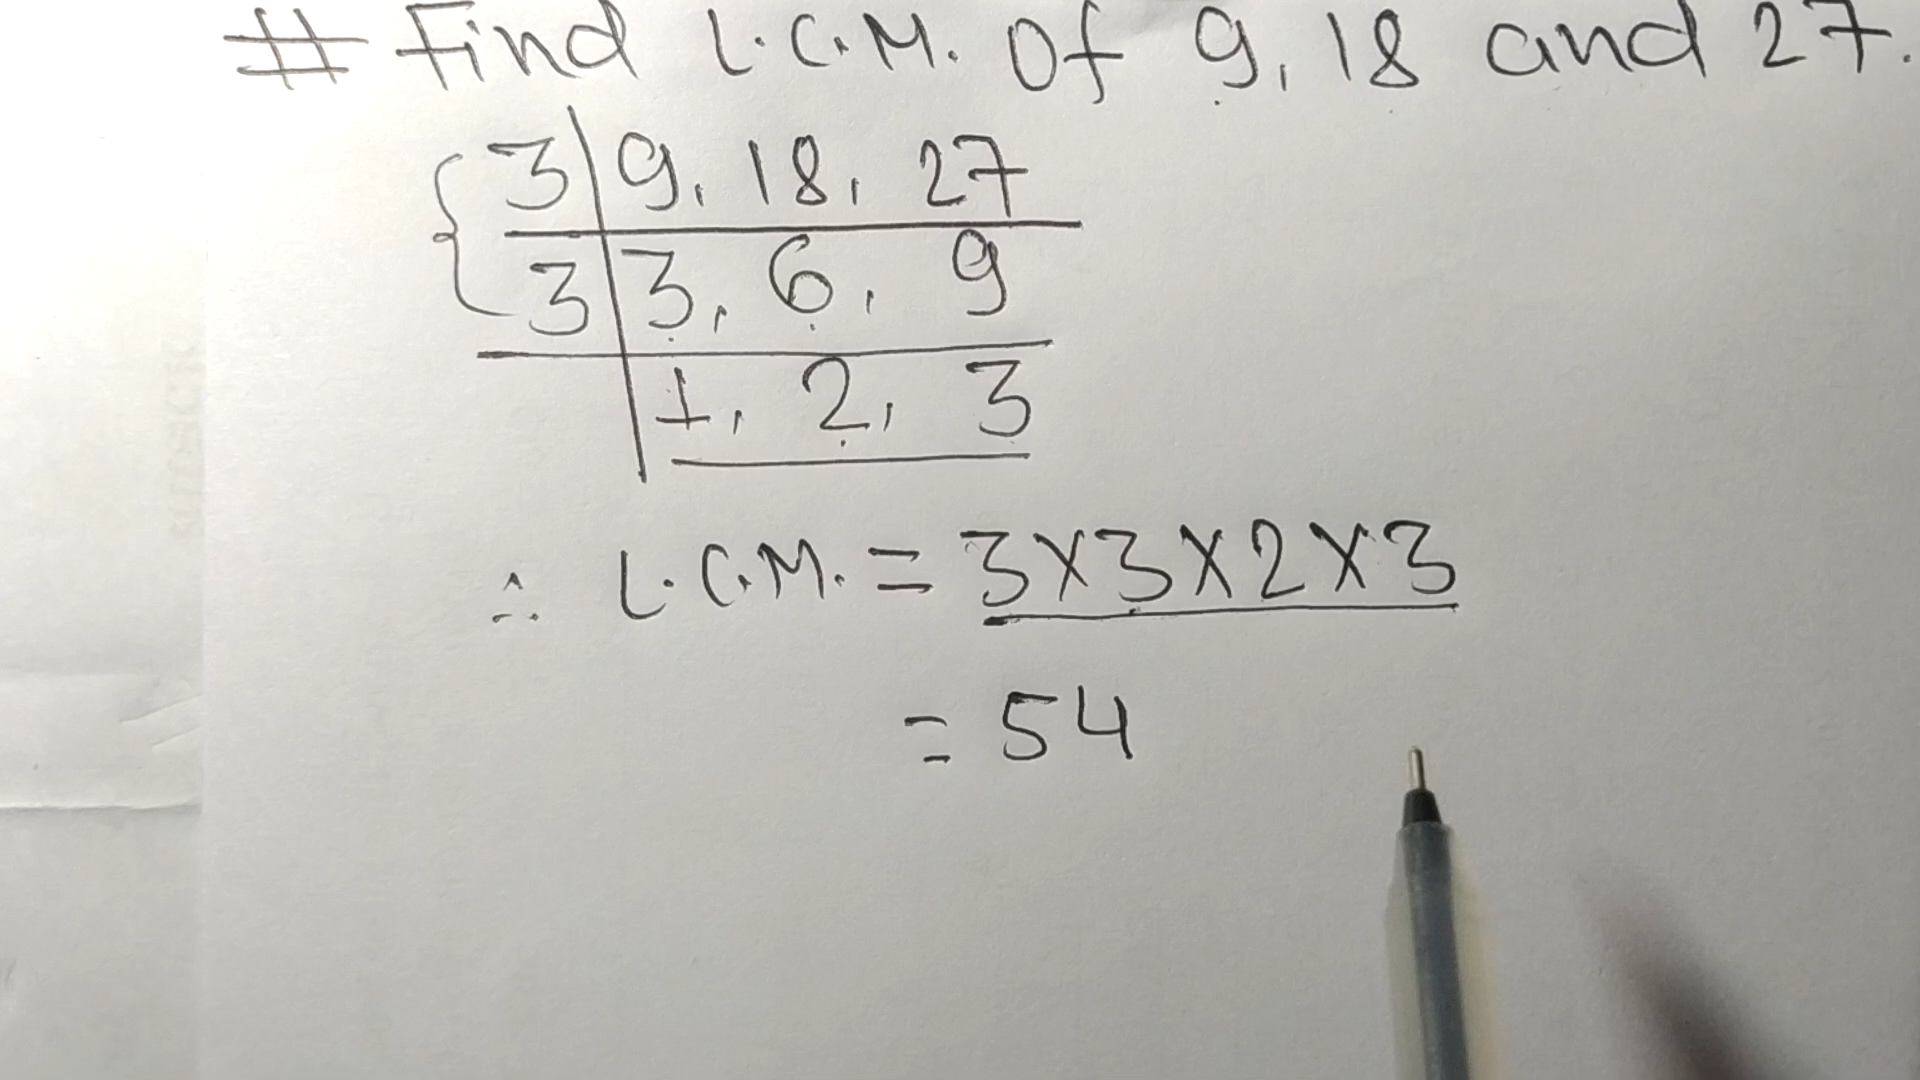 # Find L.C.M. Of 9, 18 and 27.
3 9, 18, 27
3 3, 6, 9
1, 2, 3
∴ L.C.M. = 3×3×2×3
= 54